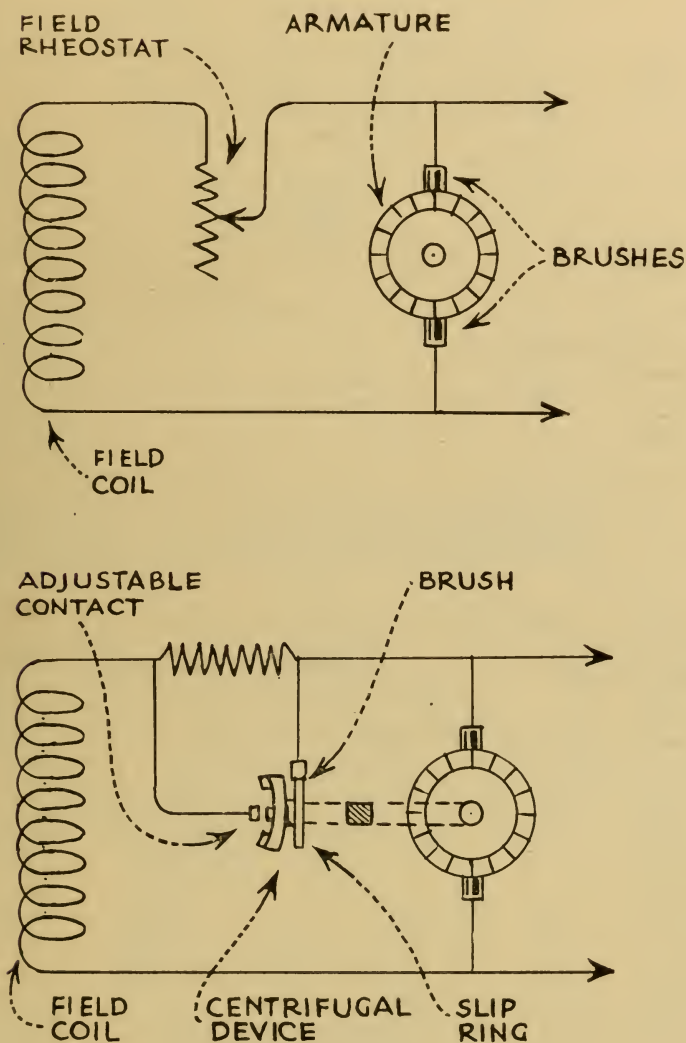 FIELD
RHEOSTAT
ARMATURE
BRUSHES
FIELD
COIL
ADJUSTABLE
CONTACT
BRUSH
FIELD
COIL
CENTRIFUGAL
DEVICE
SLIP
RING